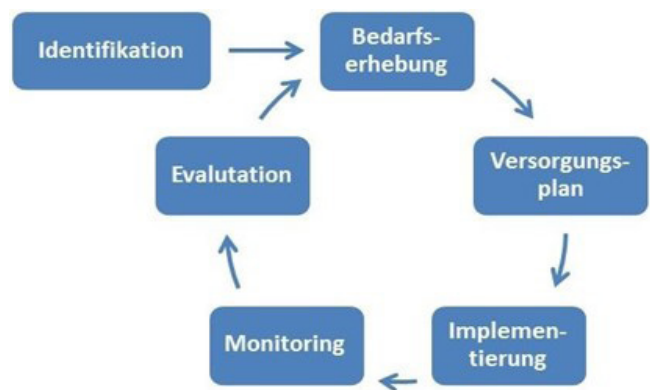 Identifikation
Bedarfs-
erhebung
Evalutation
Versorgungs-
plan
Monitoring
Implemen-
tierung